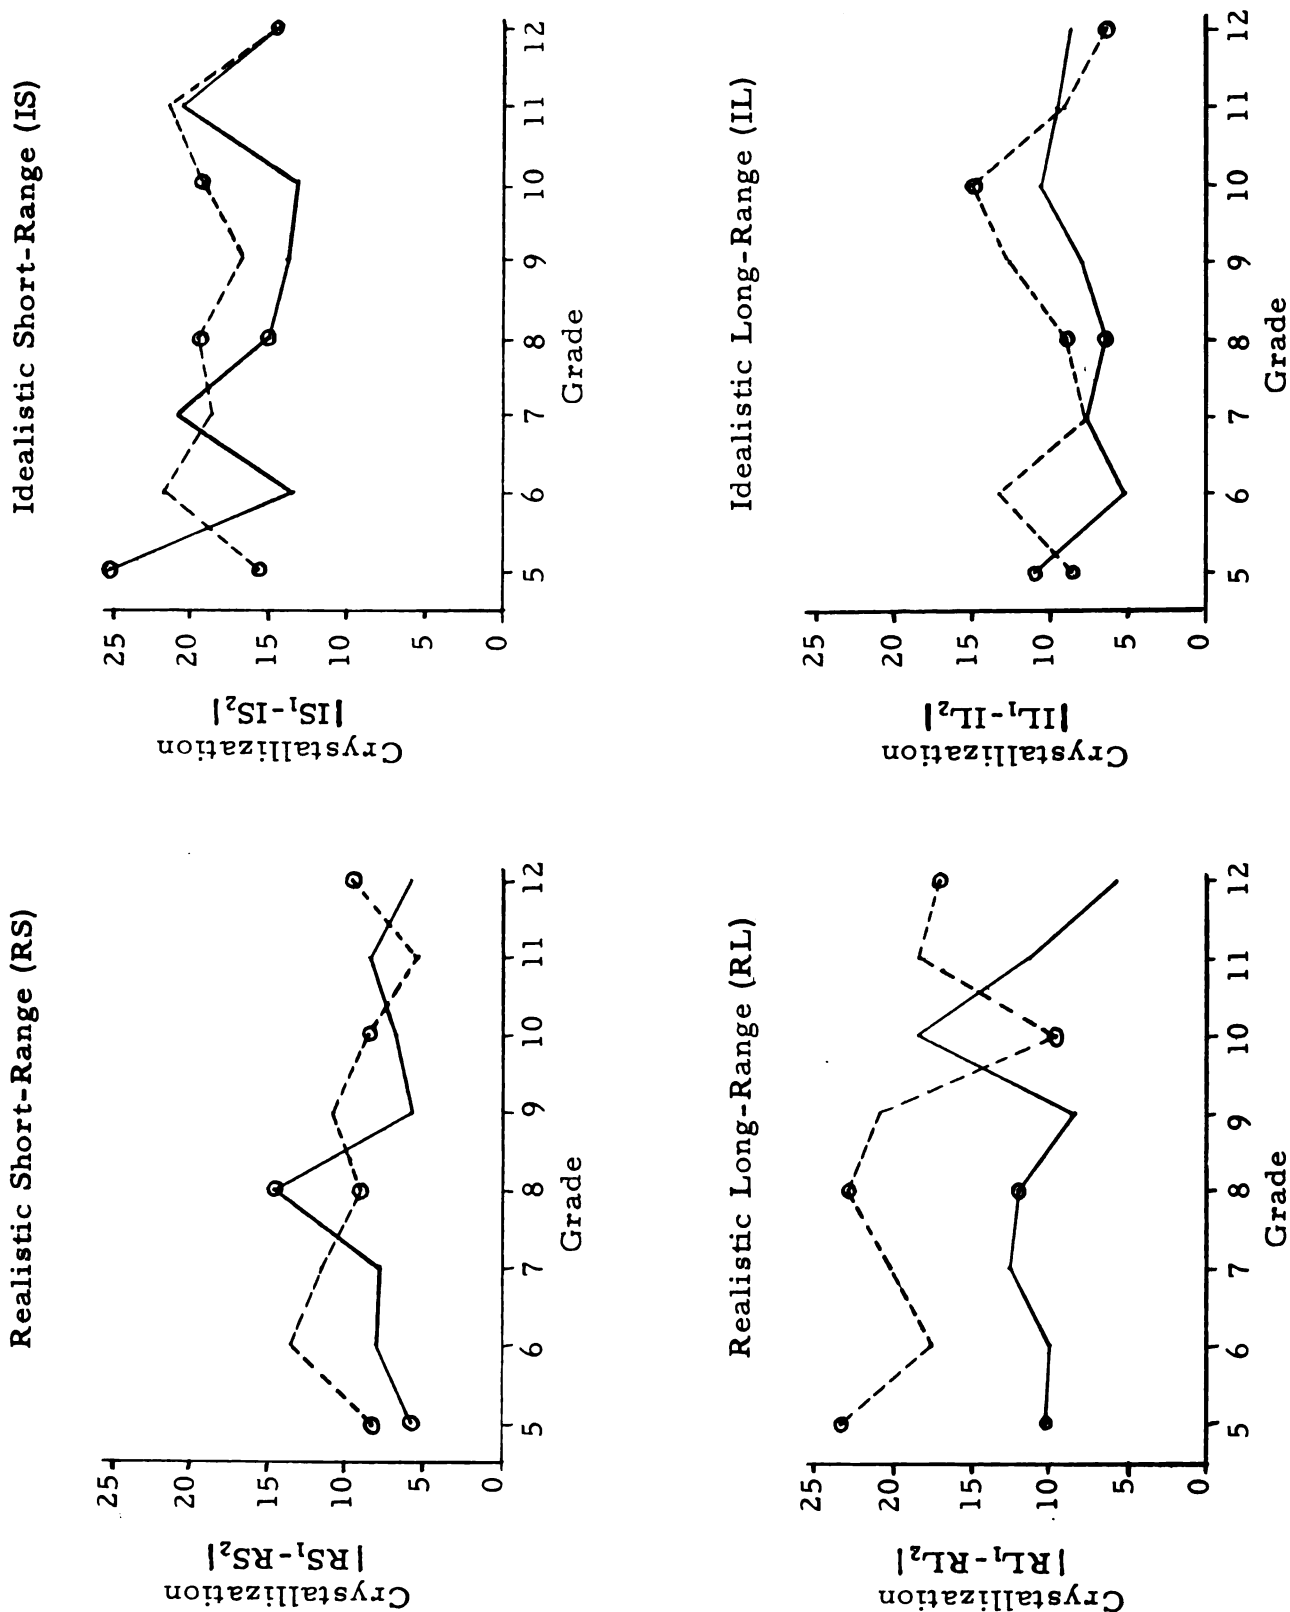 Realistic Short-Range (RS)
Crystallization
|RS₁-RS₂|
25
20
15
10
5
0
5 6 7 8 9 10 11 12
Grade
Idealistic Short-Range (IS)
Crystallization
|IS₁-IS₂|
25
20
15
10
5
0
5 6 7 8 9 10 11 12
Grade
Realistic Long-Range (RL)
Crystallization
|RL₁-RL₂|
25
20
15
10
5
0
5 6 7 8 9 10 11 12
Grade
Idealistic Long-Range (IL)
Crystallization
|IL₁-IL₂|
25
20
15
10
5
0
5 6 7 8 9 10 11 12
Grade